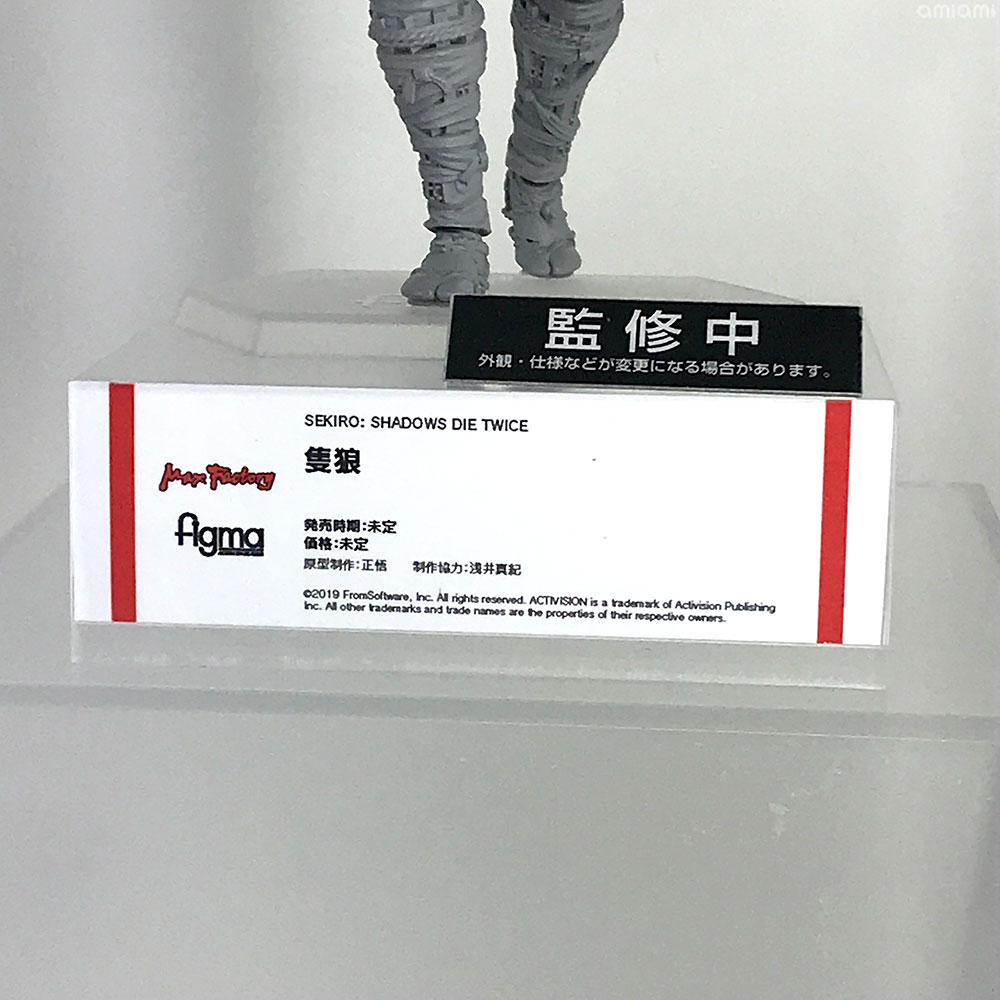 amiami
監修中
外観・仕様などが変更になる場合があります。
SEKIRO: SHADOWS DIE TWICE
隻狼
Max Factory
figma
発売時期:未定
価格:未定
原型制作:正悟 制作協力:浅井真紀
©2019 FromSoftware, Inc. All rights reserved. ACTIVISION is a trademark of Activision Publishing
Inc. All other trademarks and trade names are the properties of their respective owners.